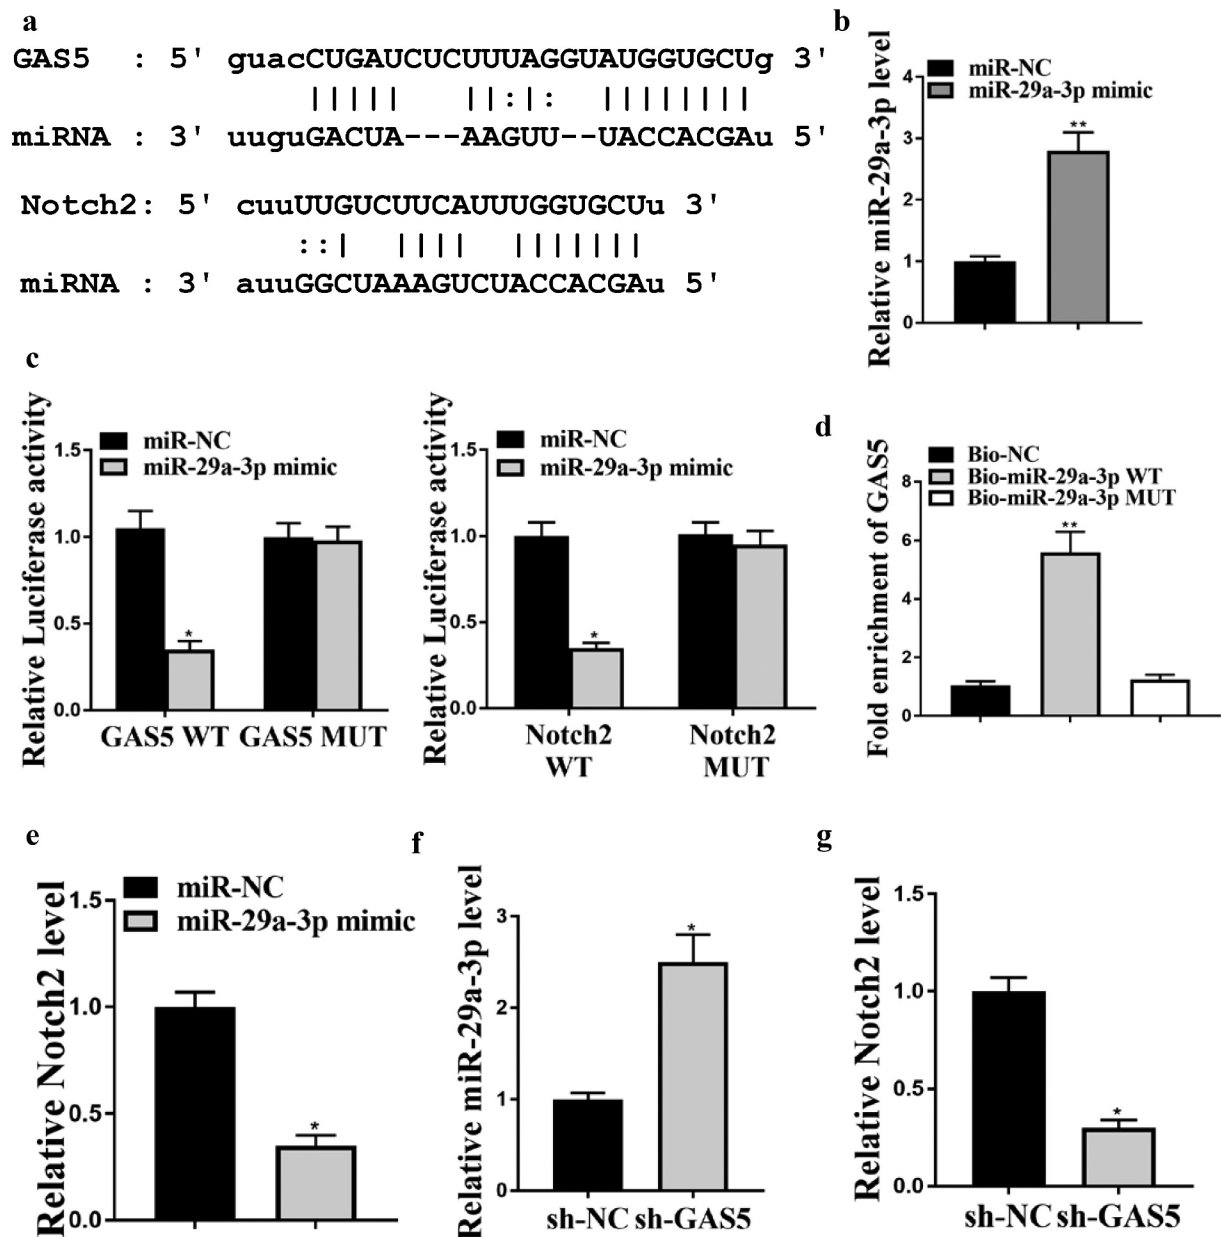 a
GAS5 : 5' guacCUGAUCUCUUUAGGUAUGGUGCUg 3'
||||| ||:|: ||||||||
miRNA : 3' uuguGACUA---AAGUU--UACCACGAu 5'
Notch2: 5' cuuUUGUCUUCAUUUGGUGCUu 3'
::| |||| |||||||
miRNA : 3' auuGGCUAAAGUCUACCACGAu 5'
b
Relative miR-29a-3p level
miR-NC
miR-29a-3p mimic
4
3
2
1
0
**
c
Relative Luciferase activity
miR-NC
miR-29a-3p mimic
1.5
1.0
0.5
0.0
*
GAS5 WT GAS5 MUT
Relative Luciferase activity
miR-NC
miR-29a-3p mimic
1.5
1.0
0.5
0.0
*
Notch2 Notch2
WT MUT
d
Fold enrichment of GAS5
Bio-NC
Bio-miR-29a-3p WT
Bio-miR-29a-3p MUT
8
6
4
2
0
**
e
Relative Notch2 level
miR-NC
miR-29a-3p mimic
1.5
1.0
0.5
0.0
*
f
Relative miR-29a-3p level
3
2
1
0
*
sh-NC sh-GAS5
g
Relative Notch2 level
1.5
1.0
0.5
0.0
*
sh-NC sh-GAS5